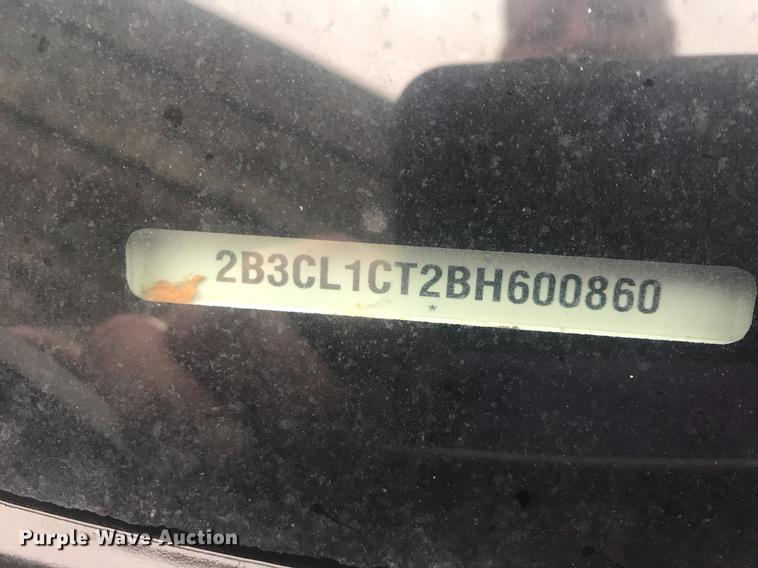 2B3CL1CT2BH600860
*
Purple Wave Auction